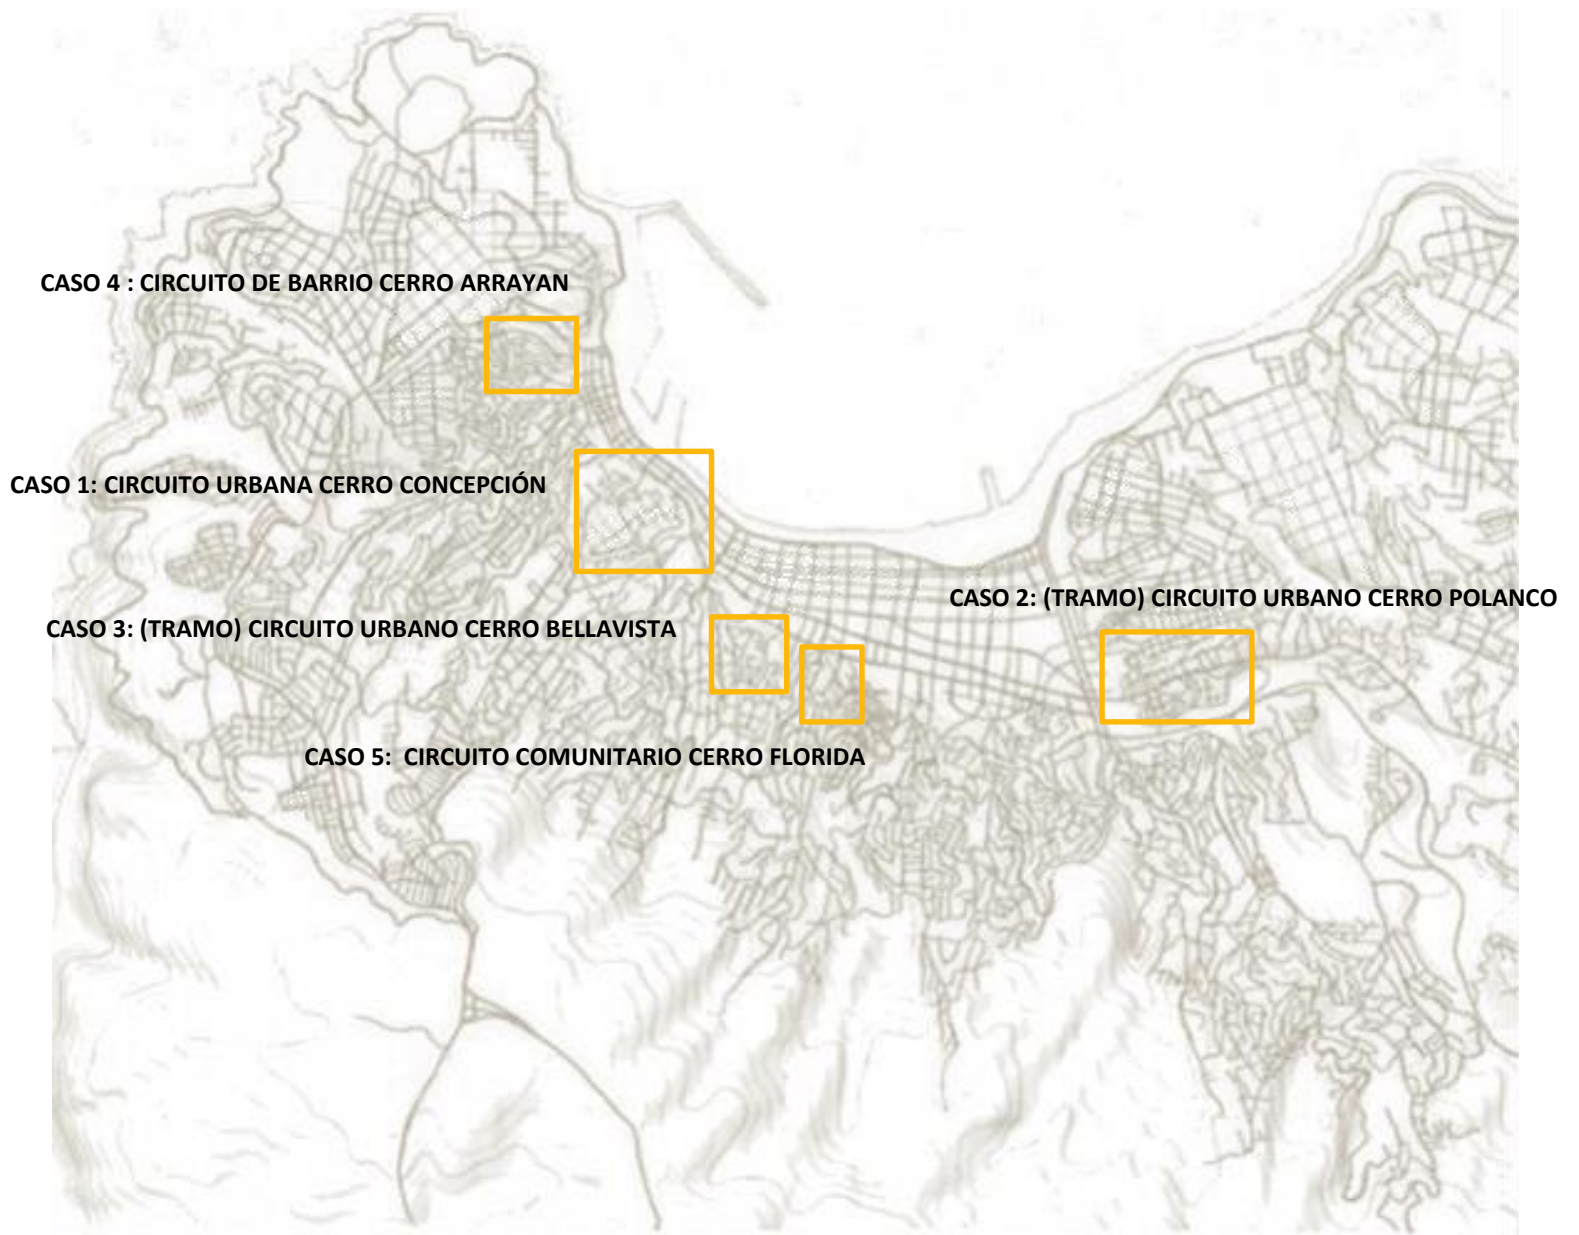 CASO 4 : CIRCUITO DE BARRIO CERRO ARRAYAN
CASO 1: CIRCUITO URBANA CERRO CONCEPCIÓN
CASO 2: (TRAMO) CIRCUITO URBANO CERRO POLANCO
CASO 3: (TRAMO) CIRCUITO URBANO CERRO BELLAVISTA
CASO 5: CIRCUITO COMUNITARIO CERRO FLORIDA